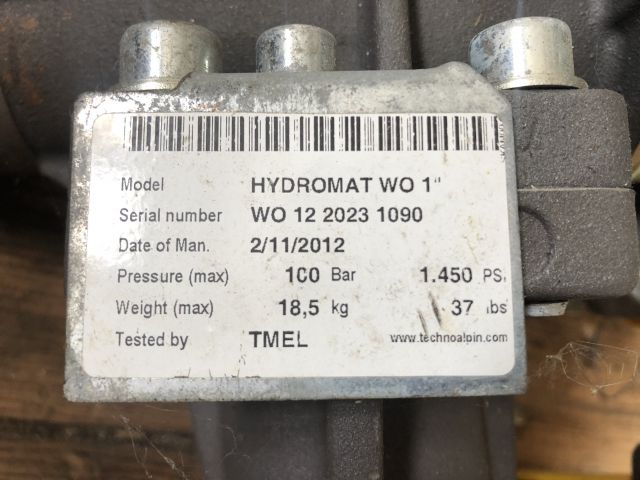 Model HYDROMAT WO 1"
Serial number WO 12 2023 1090
Date of Man. 2/11/2012
Pressure (max) 100 Bar 1.450 PSI
Weight (max) 18,5 kg 37 lbs
Tested by TMEL www.technoalpin.com